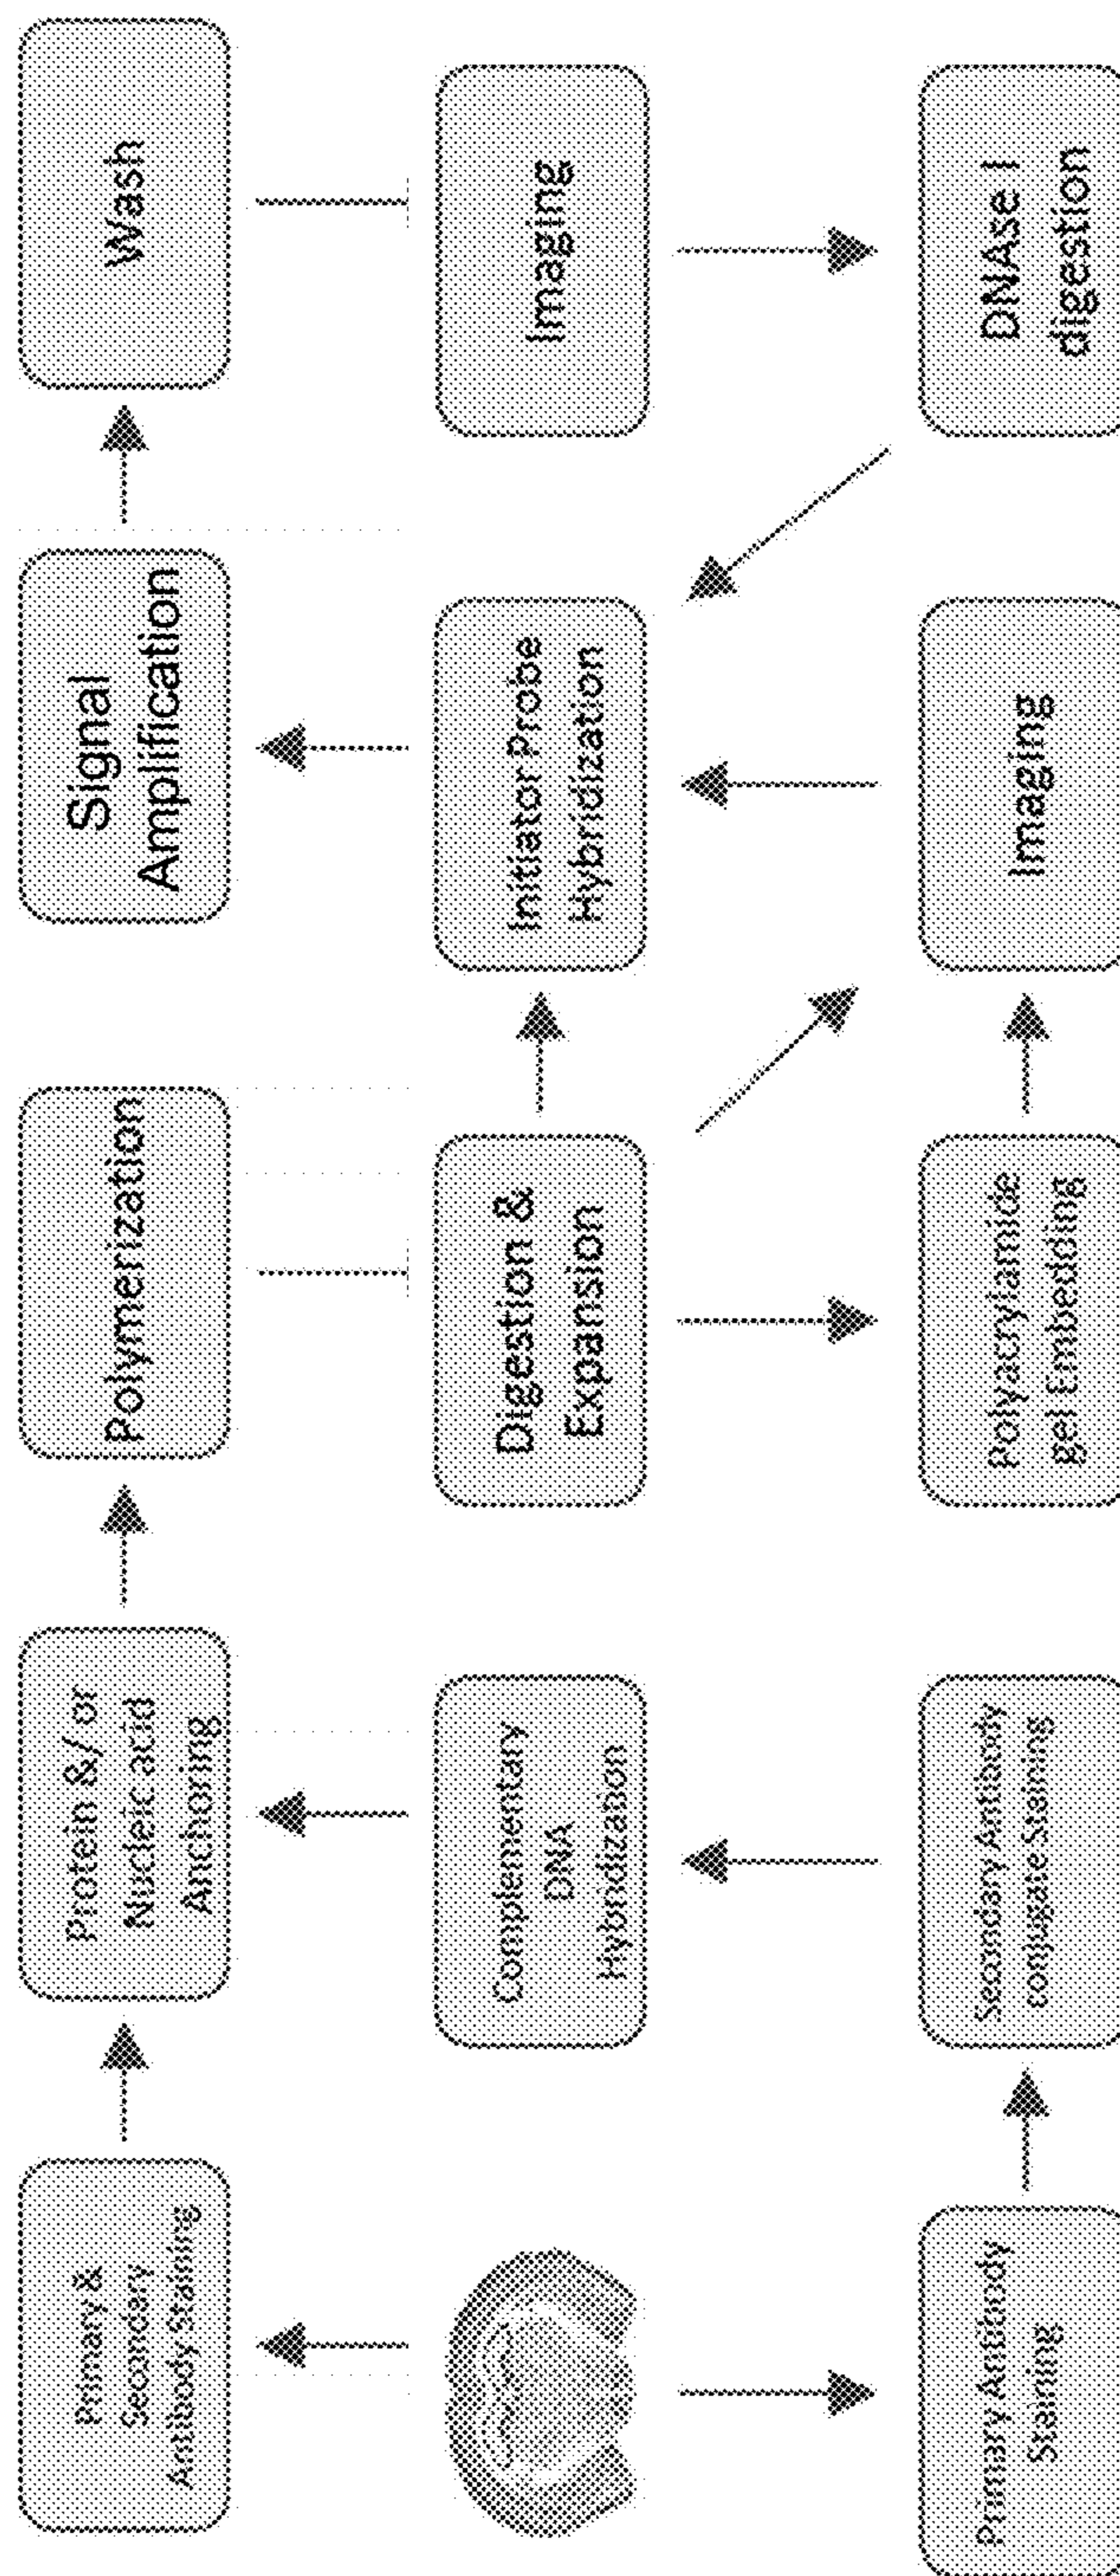 Primary &
Secondary
Antibody Staining
Protein &/ or
Nucleic acid
Anchoring
Polymerization
Signal
Amplification
Wash
Complementary
DNA
Hybridization
Digestion &
Expansion
Initiator Probe
Hybridization
Imaging
Primary Antibody
Staining
Secondary Antibody
conjugate Staining
Polyacrylamide
gel Embedding
Imaging
DNAse I
digestion